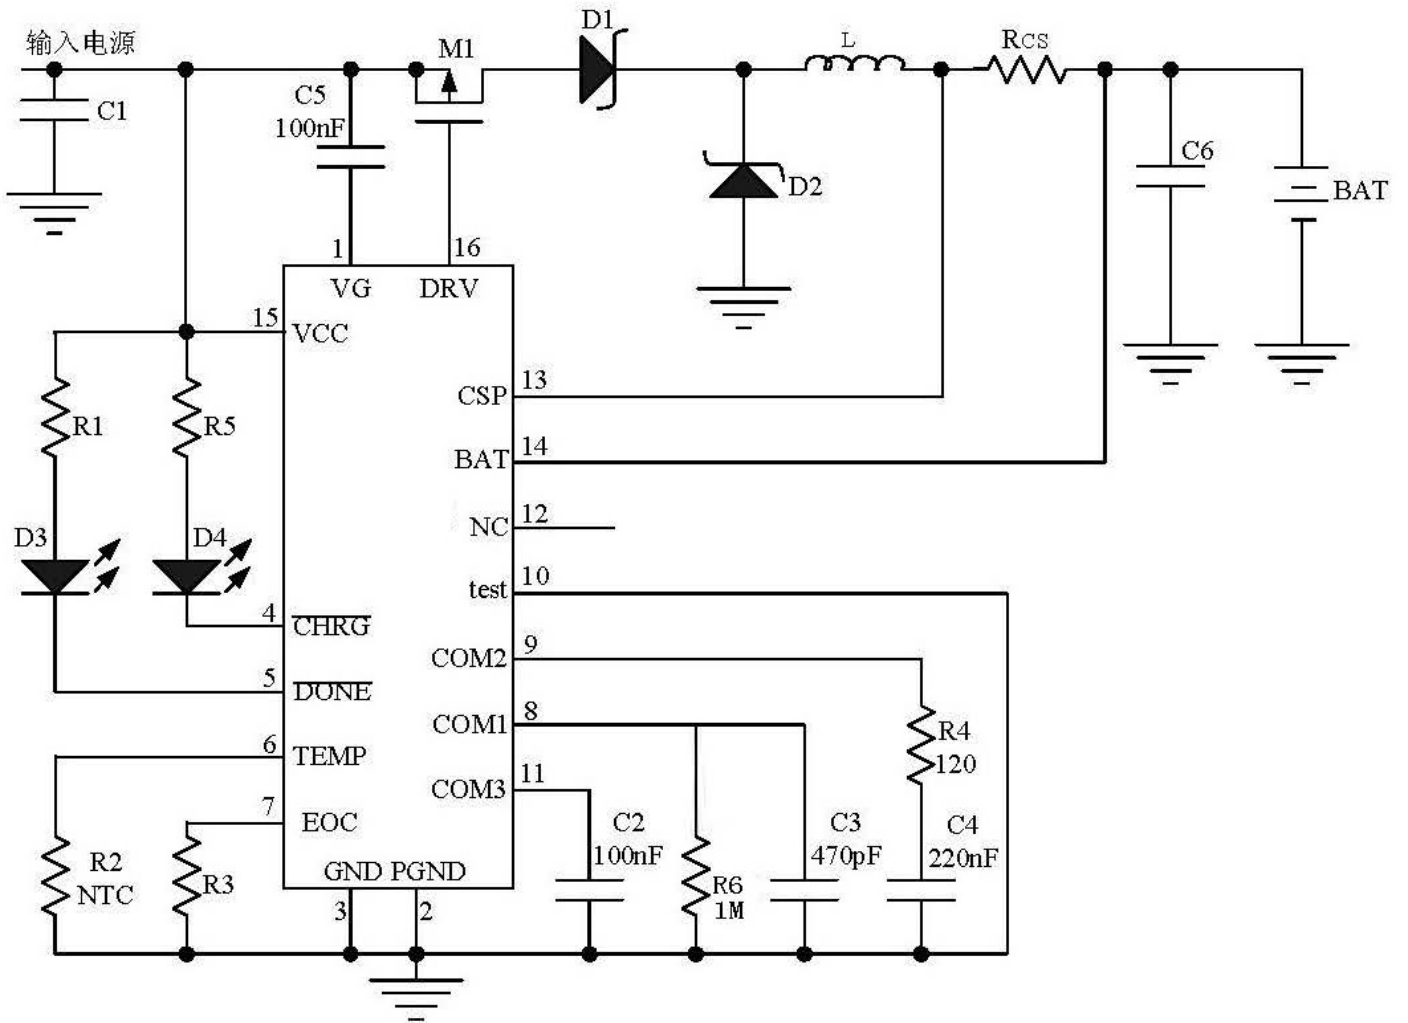 输入电源
C1
C5
100nF
M1
D1
L
RCS
D2
C6
BAT
1
16
VG
DRV
15
VCC
R1
R5
CSP
13
BAT
14
NC
12
D3
D4
test
10
4
CHRG
COM2
9
5
DONE
COM1
8
R4
120
6
TEMP
COM3
11
7
EOC
C2
100nF
C3
470pF
C4
220nF
R2
NTC
R3
GND
PGND
R6
1M
3
2